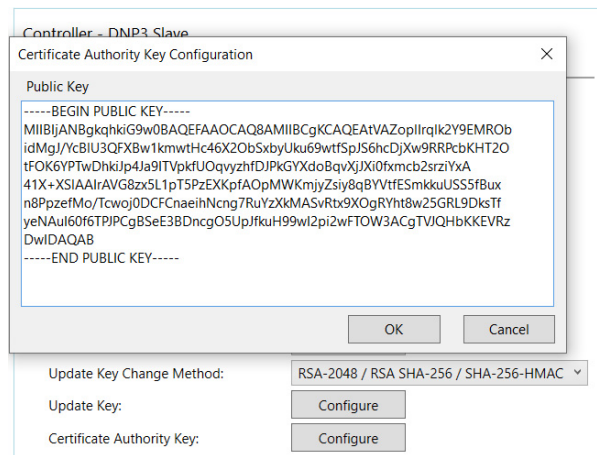 Controller - DNP3 Slave
Certificate Authority Key Configuration
Public Key
-----BEGIN PUBLIC KEY-----
MIIBIjANBgkqhkiG9w0BAQEFAAOCAQ8AMIIBCgKCAQEAtVAZopIIrqlk2Y9EMROb
idMgJ/YcBIU3QFXBw1kmwtHc46X2ObSxbyUku69wtfSpJS6hcDjXw9RRPcbKHT2O
tFOK6YPTwDhkiJp4Ja9ITVpkfUOqvyzhfDJPkGYXdoBqvXjJXi0fxmcb2srziYxA
41X+XSIAAIrAVG8zx5L1pT5PzEXKpfAOpMWKmjyZsiy8qBYVtfESmkkuUSS5fBux
n8PpzefMo/Tcwoj0DCFCnaeihNcng7RuYzXkMASvRtx9XOgRYht8w25GRL9DksTf
yeNAuI60f6TPJPCgBSeE3BDncgO5UpJfkuH99wI2pi2wFTOW3ACgTVJQHbKKEVRz
DwIDAQAB
-----END PUBLIC KEY-----
OK
Cancel
Update Key Change Method:
RSA-2048 / RSA SHA-256 / SHA-256-HMAC
Update Key:
Configure
Certificate Authority Key:
Configure